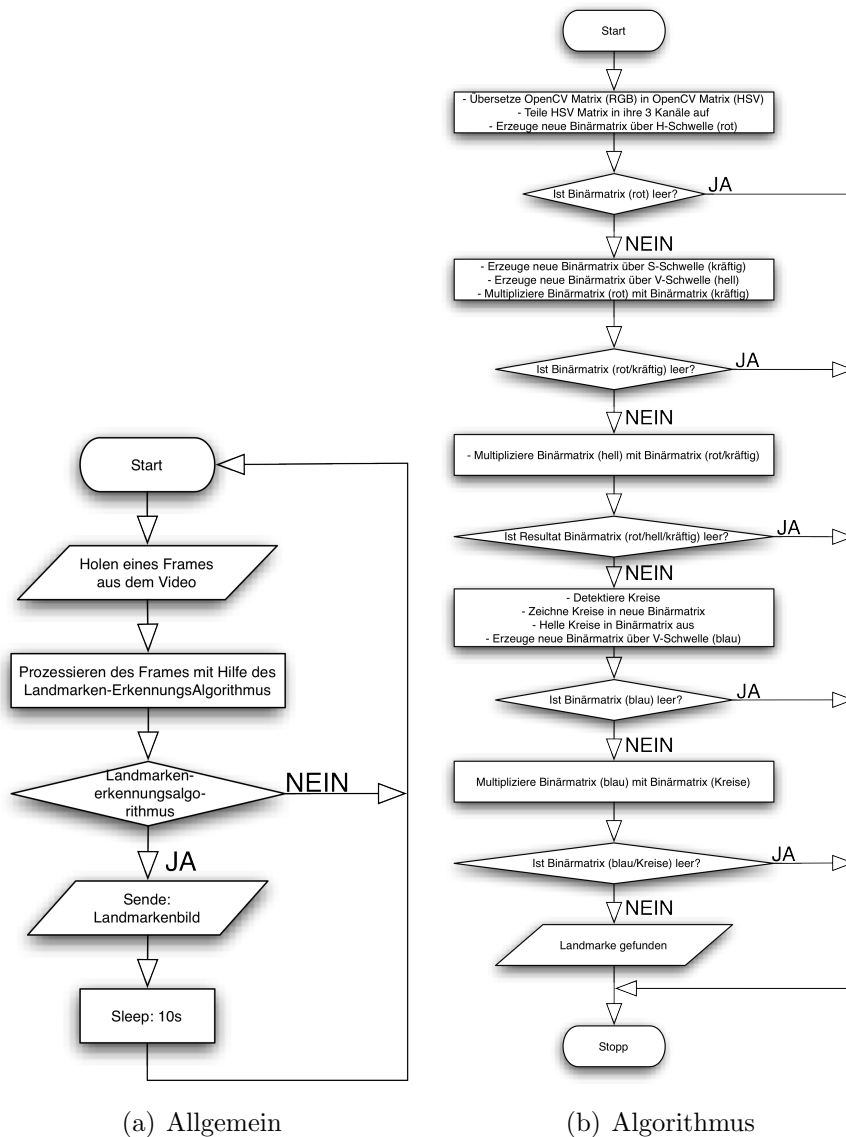 Start
Holen eines Frames
aus dem Video
Prozessieren des Frames mit Hilfe des
Landmarken-ErkennungsAlgorithmus
Landmarken-
erkennungsalgo-
rithmus
NEIN
JA
Sende:
Landmarkenbild
Sleep: 10s
(a) Allgemein
Start
- Übersetze OpenCV Matrix (RGB) in OpenCV Matrix (HSV)
- Teile HSV Matrix in ihre 3 Kanäle auf
- Erzeuge neue Binärmatrix über H-Schwelle (rot)
Ist Binärmatrix (rot) leer?
JA
NEIN
- Erzeuge neue Binärmatrix über S-Schwelle (kräftig)
- Erzeuge neue Binärmatrix über V-Schwelle (hell)
- Multipliziere Binärmatrix (rot) mit Binärmatrix (kräftig)
Ist Binärmatrix (rot/kräftig) leer?
JA
NEIN
- Multipliziere Binärmatrix (hell) mit Binärmatrix (rot/kräftig)
Ist Resultat Binärmatrix (rot/hell/kräftig) leer?
JA
NEIN
- Detektiere Kreise
- Zeichne Kreise in neue Binärmatrix
- Helle Kreise in Binärmatrix aus
- Erzeuge neue Binärmatrix über V-Schwelle (blau)
Ist Binärmatrix (blau) leer?
JA
NEIN
Multipliziere Binärmatrix (blau) mit Binärmatrix (Kreise)
Ist Binärmatrix (blau/Kreise) leer?
JA
NEIN
Landmarke gefunden
Stopp
(b) Algorithmus